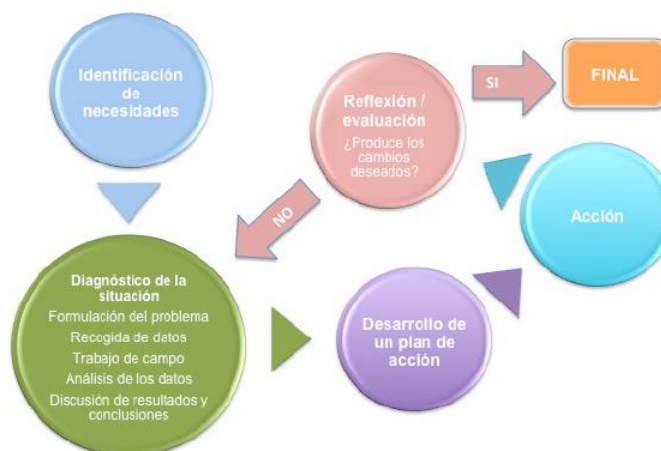 Identificación
de
necesidades
Reflexión /
evaluación
¿Produce los
cambios
deseados?
SI
FINAL
Acción
NO
Diagnóstico de la
situación
Formulación del problema
Recogida de datos
Trabajo de campo
Análisis de los datos
Discusión de resultados y
conclusiones
Desarrollo de
un plan de
acción